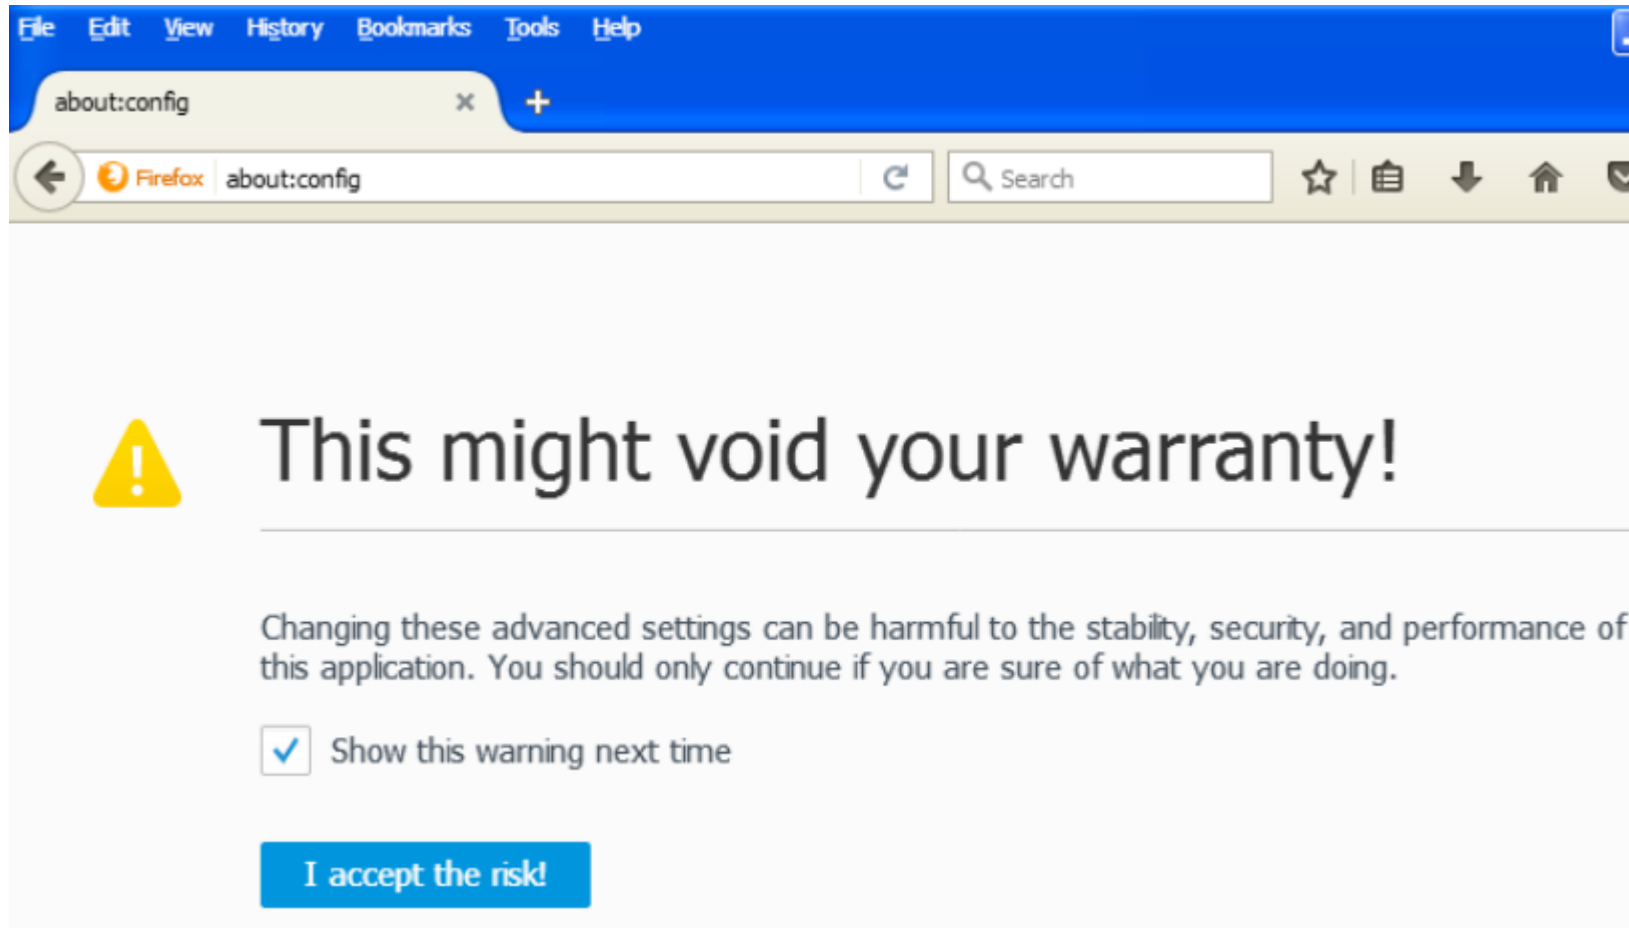 File Edit View History Bookmarks Tools Help
about:config
Firefox about:config Search
This might void your warranty!
Changing these advanced settings can be harmful to the stability, security, and performance of
this application. You should only continue if you are sure of what you are doing.
Show this warning next time
I accept the risk!